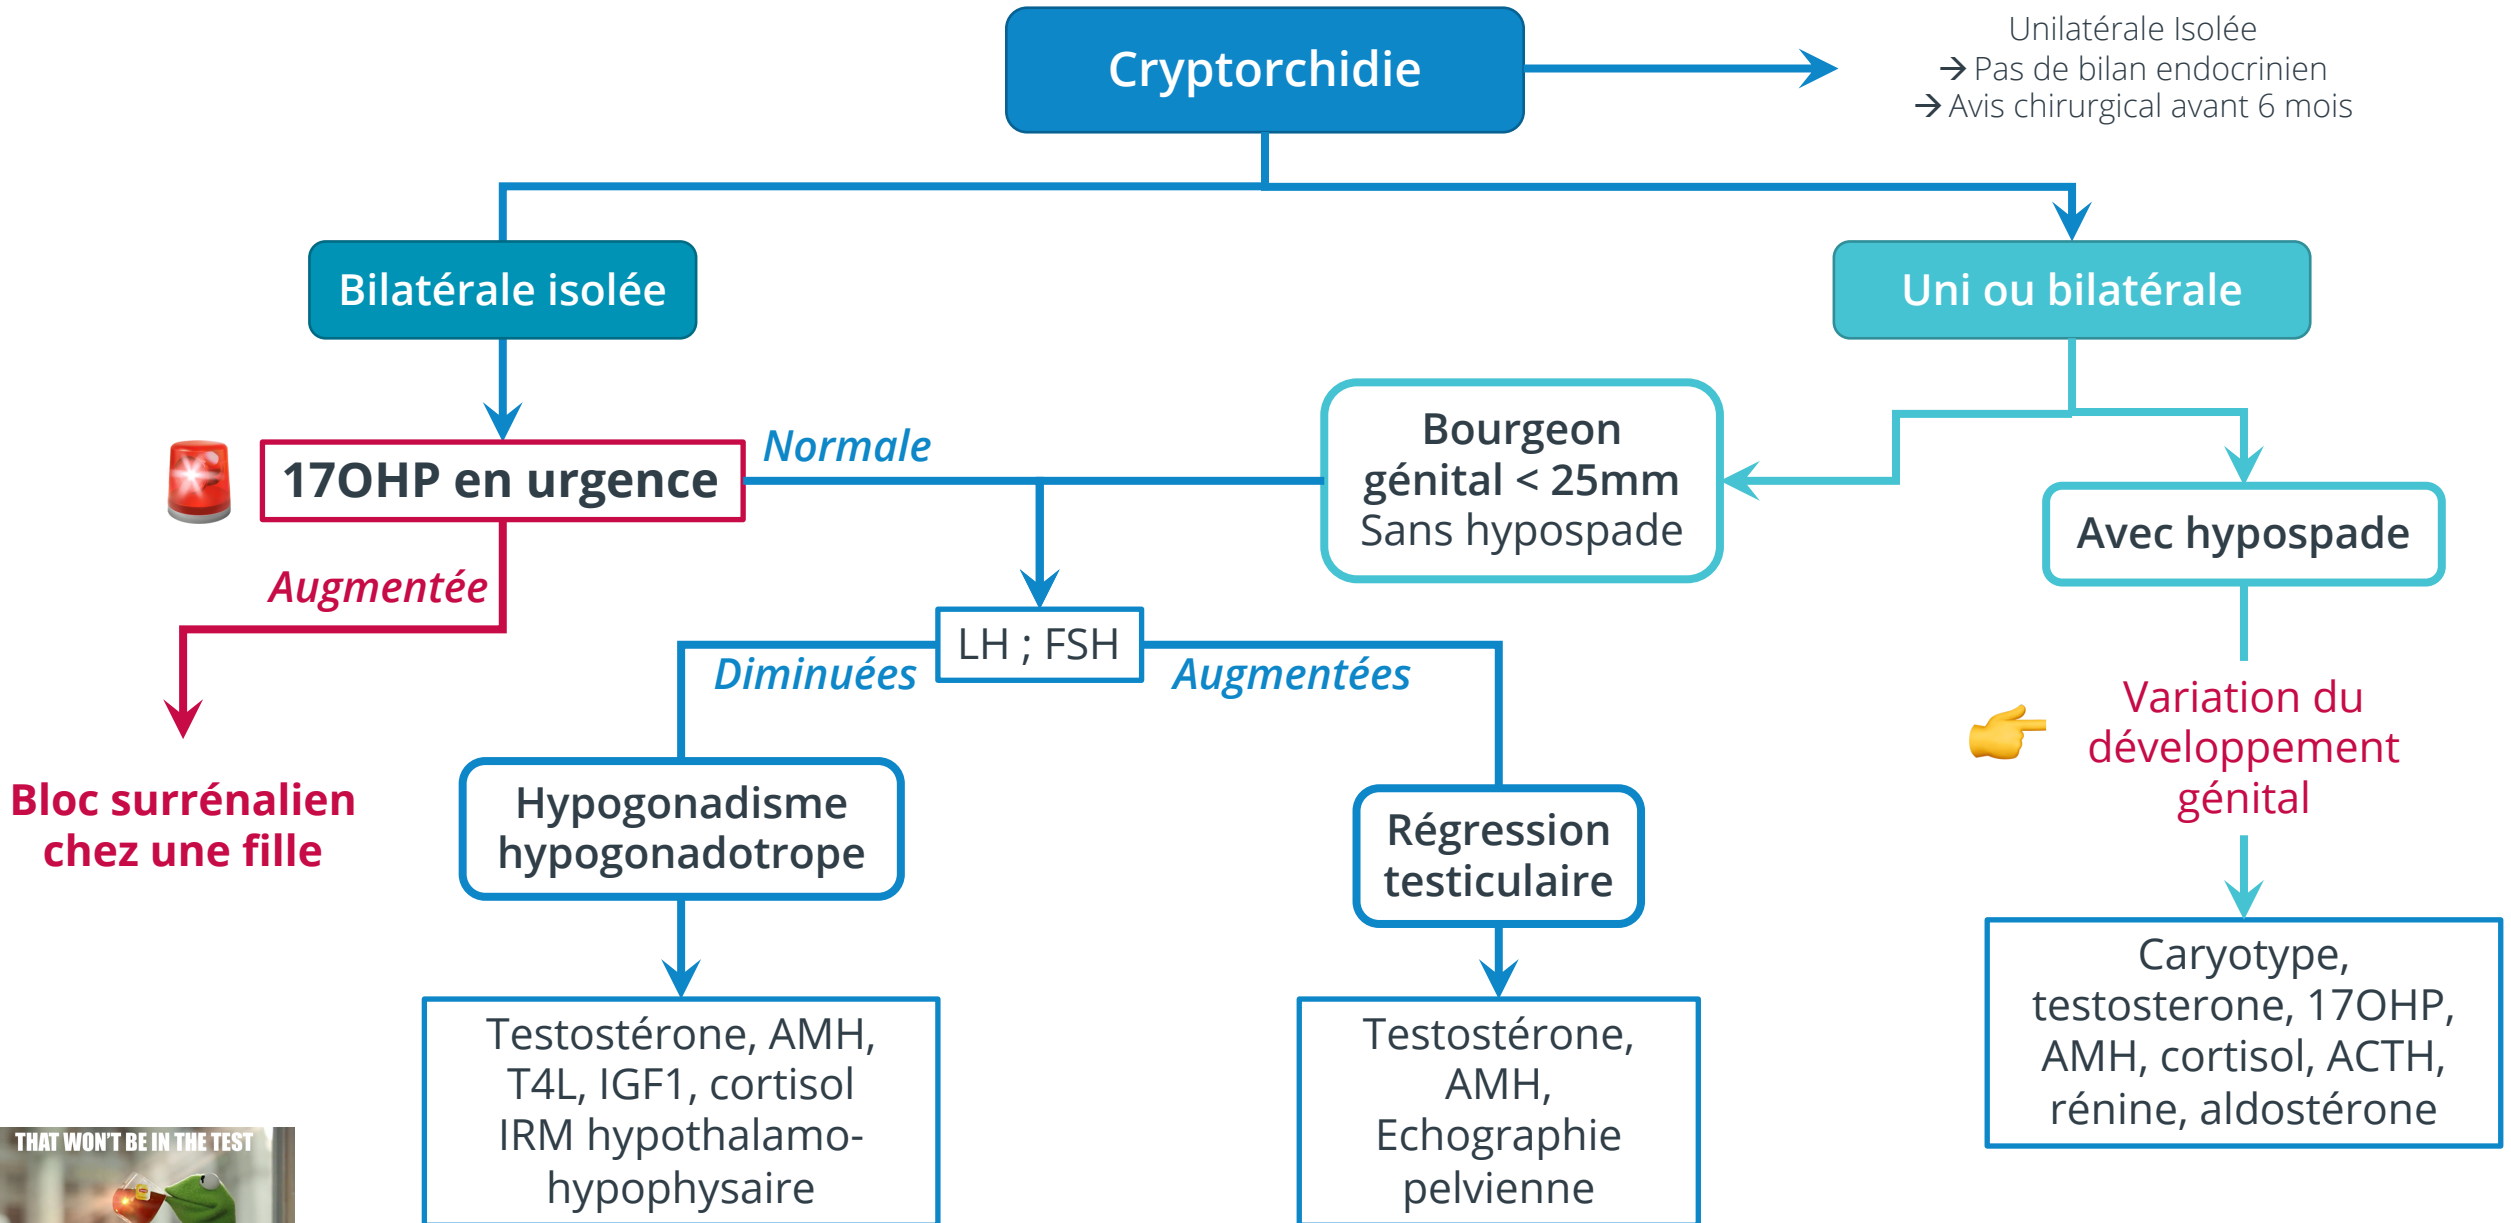 Cryptorchidie
Unilatérale Isolée
→ Pas de bilan endocrinien
→ Avis chirurgical avant 6 mois
Bilatérale isolée
Uni ou bilatérale
17OHP en urgence
Normale
Bourgeon
génital < 25mm
Sans hypospade
Avec hypospade
Augmentée
LH ; FSH
Diminuées
Augmentées
Variation du
développement
génital
Bloc surrénalien
chez une fille
Hypogonadisme
hypogonadotrope
Régression
testiculaire
Caryotype,
testosterone, 17OHP,
AMH, cortisol, ACTH,
rénine, aldostérone
Testostérone, AMH,
T4L, IGF1, cortisol
IRM hypothalamo-
hypophysaire
Testostérone,
AMH,
Echographie
pelvienne
THAT WON'T BE IN THE TEST